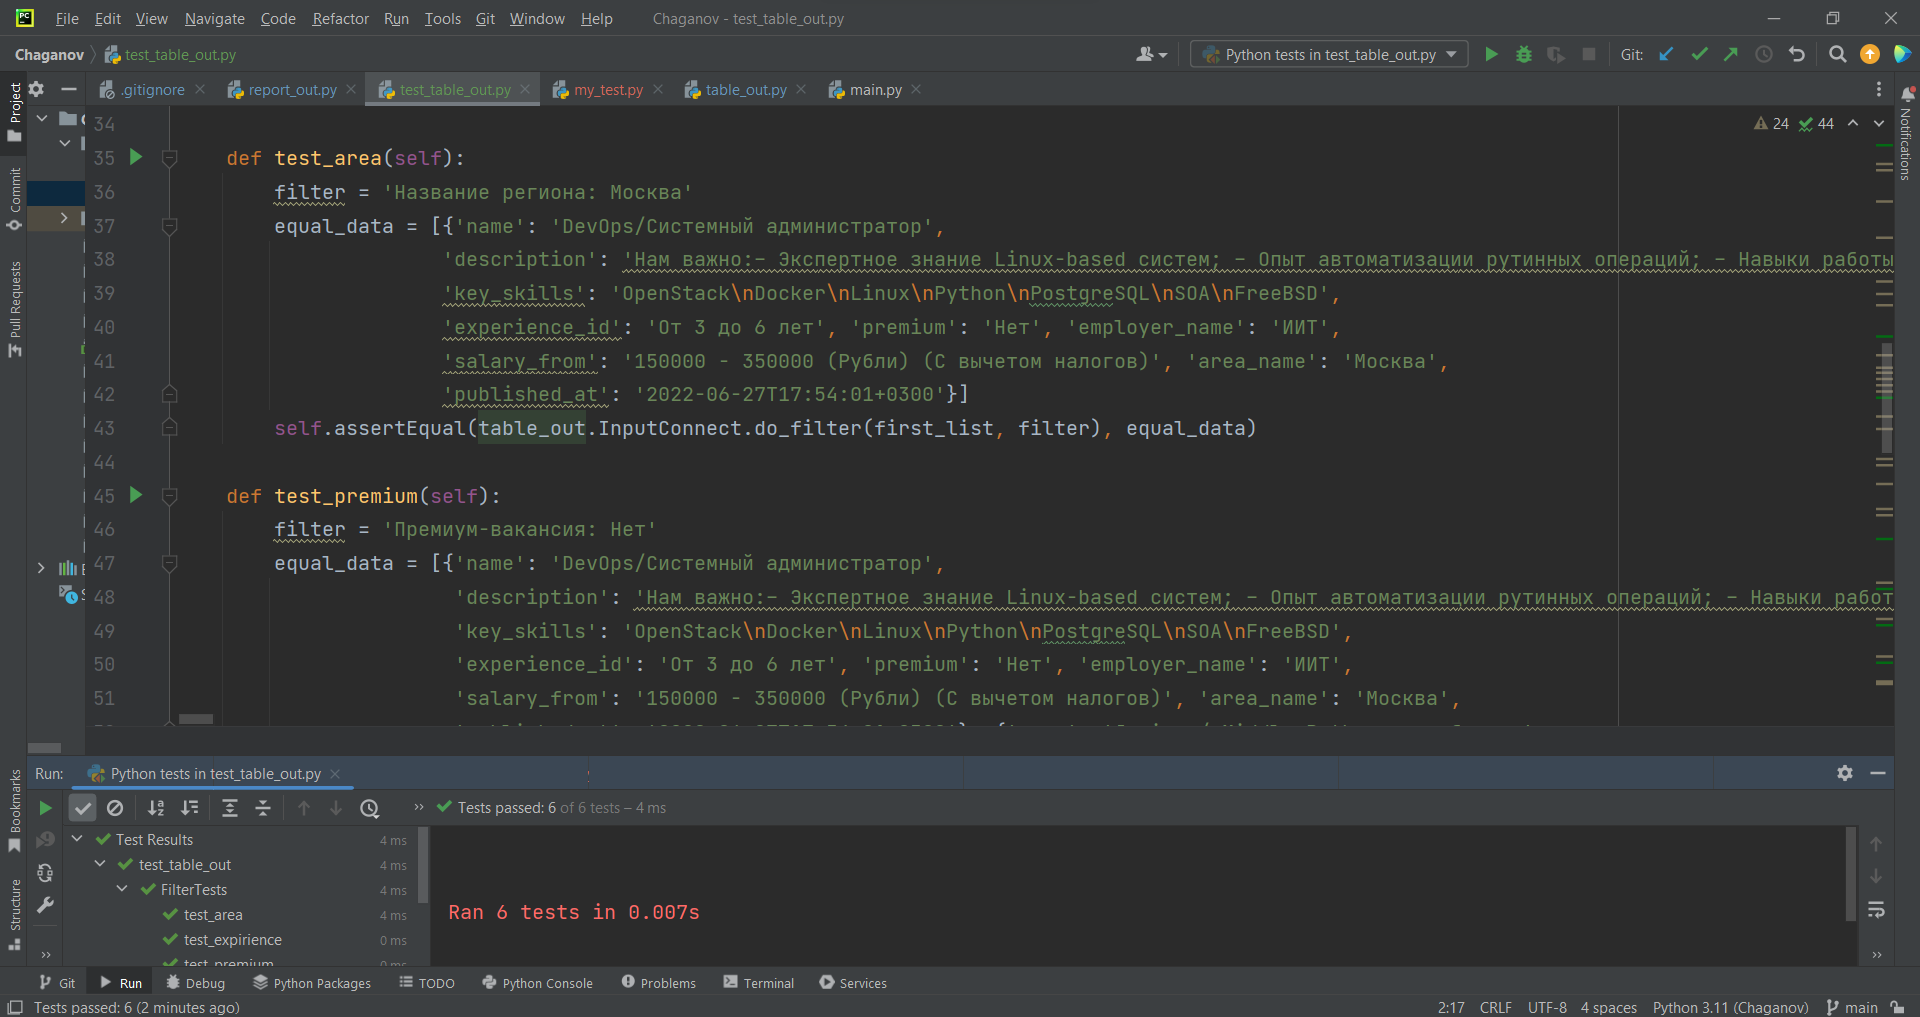 File Edit View Navigate Code Refactor Run Tools Git Window Help Chaganov - test_table_out.py
Chaganov test_table_out.py Python tests in test_table_out.py Git:
.gitignore report_out.py test_table_out.py my_test.py table_out.py main.py
Project
Commit
Pull Requests
Bookmarks
Structure
Notifications
24 44
34
35 def test_area(self):
36 filter = 'Название региона: Москва'
37 equal_data = [{'name': 'DevOps/Системный администратор',
38 'description': 'Нам важно:– Экспертное знание Linux-based систем; – Опыт автоматизации рутинных операций; – Навыки работы
39 'key_skills': 'OpenStack\nDocker\nLinux\nPython\nPostgreSQL\nSOA\nFreeBSD',
40 'experience_id': 'От 3 до 6 лет', 'premium': 'Нет', 'employer_name': 'ИИТ',
41 'salary_from': '150000 - 350000 (Рубли) (С вычетом налогов)', 'area_name': 'Москва',
42 'published_at': '2022-06-27T17:54:01+0300'}]
43 self.assertEqual(table_out.InputConnect.do_filter(first_list, filter), equal_data)
44
45 def test_premium(self):
46 filter = 'Премиум-вакансия: Нет'
47 equal_data = [{'name': 'DevOps/Системный администратор',
48 'description': 'Нам важно:– Экспертное знание Linux-based систем; – Опыт автоматизации рутинных операций; – Навыки работ
49 'key_skills': 'OpenStack\nDocker\nLinux\nPython\nPostgreSQL\nSOA\nFreeBSD',
50 'experience_id': 'От 3 до 6 лет', 'premium': 'Нет', 'employer_name': 'ИИТ',
51 'salary_from': '150000 - 350000 (Рубли) (С вычетом налогов)', 'area_name': 'Москва',
Run: Python tests in test_table_out.py
Tests passed: 6 of 6 tests – 4 ms
Test Results 4 ms
test_table_out 4 ms
FilterTests 4 ms
test_area 4 ms
test_expirience 0 ms
test_premium 0 ms
Ran 6 tests in 0.007s
Git Run Debug Python Packages TODO Python Console Problems Terminal Services
Tests passed: 6 (2 minutes ago) 2:17 CRLF UTF-8 4 spaces Python 3.11 (Chaganov) main